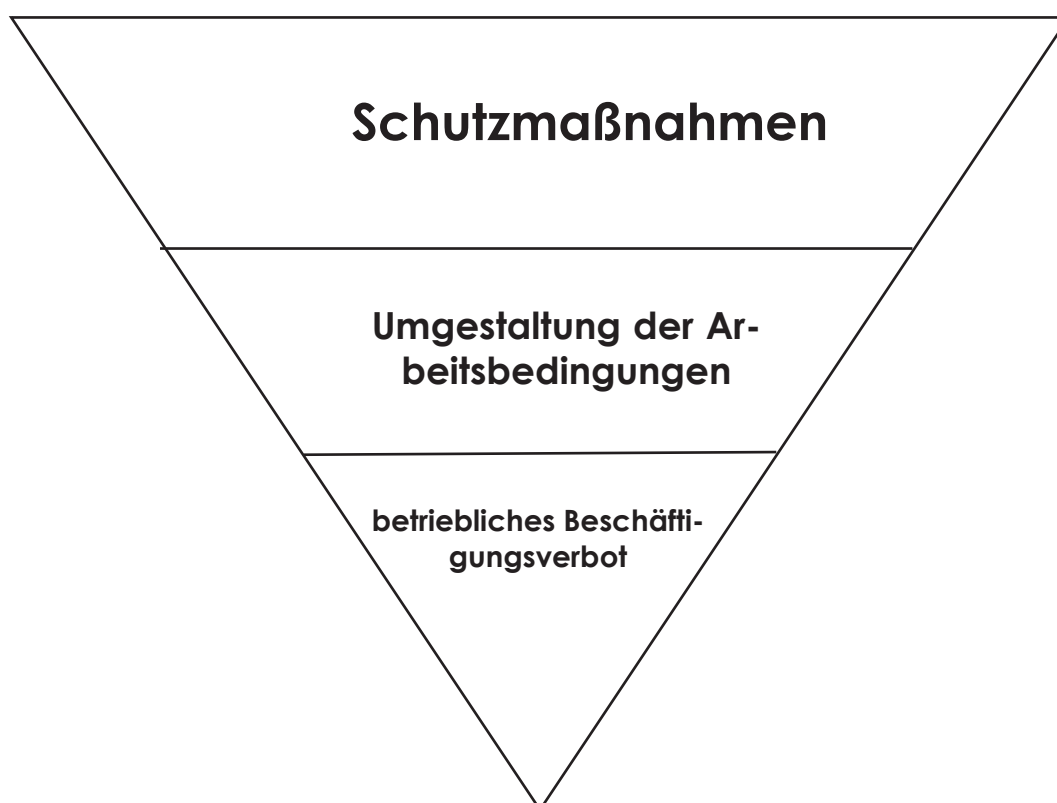 Schutzmaßnahmen
Umgestaltung der Ar-
beitsbedingungen
betriebliches Beschäfti-
gungsverbot